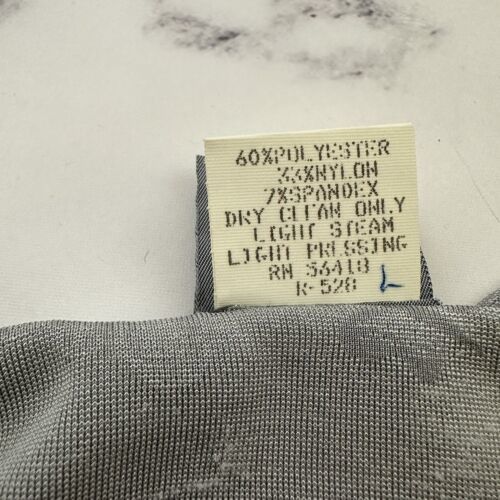 60%POLYESTER
33%NYLON
7%SPANDEX
DRY CLEAN ONLY
LIGHT STEAM
LIGHT PRESSING
RN 56418
K-528 L